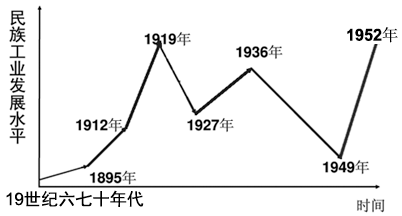 民族工业发展水平
1919年
1936年
1952年
1912年
1927年
1895年
1949年
19世纪六七十年代
时间